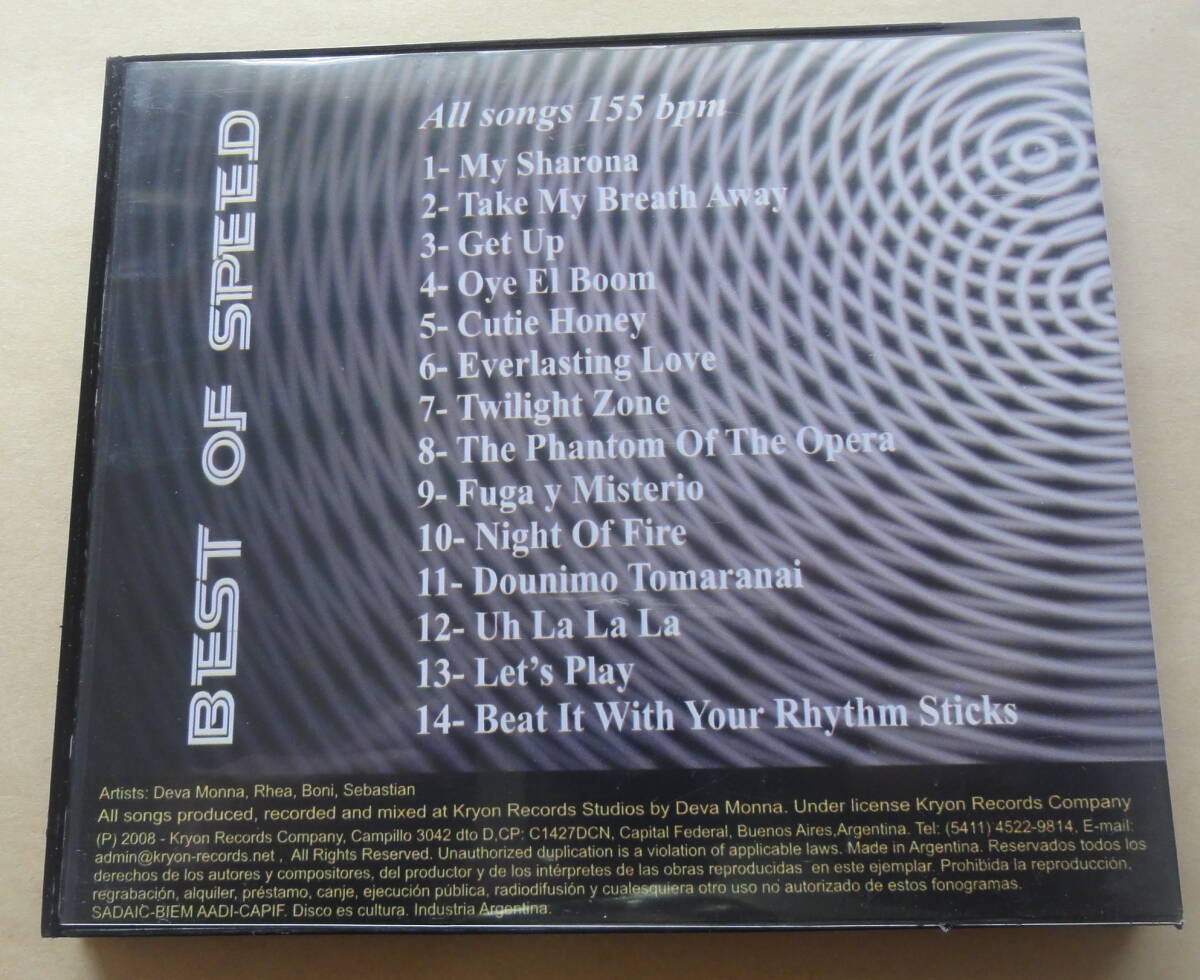 BEST OF SPEED
All songs 155 bpm
1- My Sharona
2- Take My Breath Away
3- Get Up
4- Oye El Boom
5- Cutie Honey
6- Everlasting Love
7- Twilight Zone
8- The Phantom Of The Opera
9- Fuga y Misterio
10- Night Of Fire
11- Dounimo Tomaranai
12- Uh La La La
13- Let's Play
14- Beat It With Your Rhythm Sticks
Artists: Deva Monna, Rhea, Boni, Sebastian
All songs produced, recorded and mixed at Kryon Records Studios by Deva Monna. Under license Kryon Records Company
(P) 2008 - Kryon Records Company, Campillo 3042 dto D,CP: C1427DCN, Capital Federal, Buenos Aires,Argentina. Tel: (5411) 4522-9814, E-mail:
admin@kryon-records.net , All Rights Reserved. Unauthorized duplication is a violation of applicable laws. Made in Argentina. Reservados todos los
derechos de los autores y compositores, del productor y de los intérpretes de las obras reproducidas en este ejemplar. Prohibida la reproducción,
regrabación, alquiler, préstamo, canje, ejecución pública, radiodifusión y cualesquiera otro uso no autorizado de estos fonogramas.
SADAIC-BIEM AADI-CAPIF. Disco es cultura. Industria Argentina.